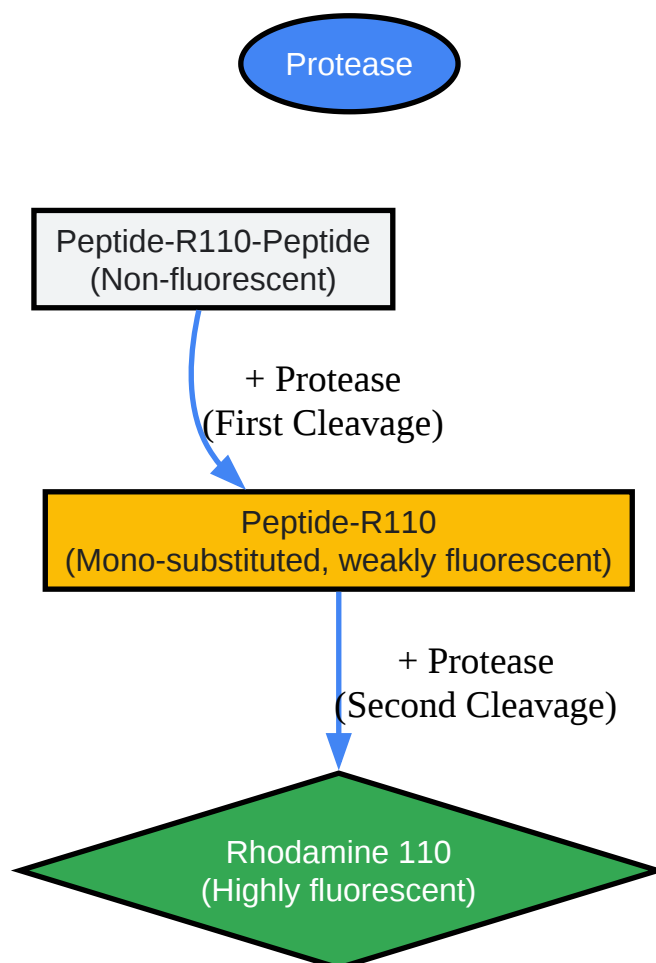 Protease
Peptide-R110-Peptide
(Non-fluorescent)
+ Protease
(First Cleavage)
Peptide-R110
(Mono-substituted, weakly fluorescent)
+ Protease
(Second Cleavage)
Rhodamine 110
(Highly fluorescent)